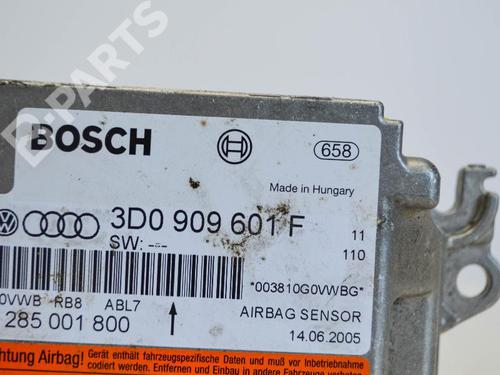 B-PARTS
BOSCH
658
Made in Hungary
3D0 909 601 F
SW: ---
11
110
*003810G0VWBG*
0VWB RB8 ABL7
AIRBAG SENSOR
285 001 800
14.06.2005
chtung Airbag!
Gerät enthält fahrzeugspezifische Daten und muss vor Inbetriebnahme
codiert werden. Entfernen und Einbau in andere Fahrzeuge